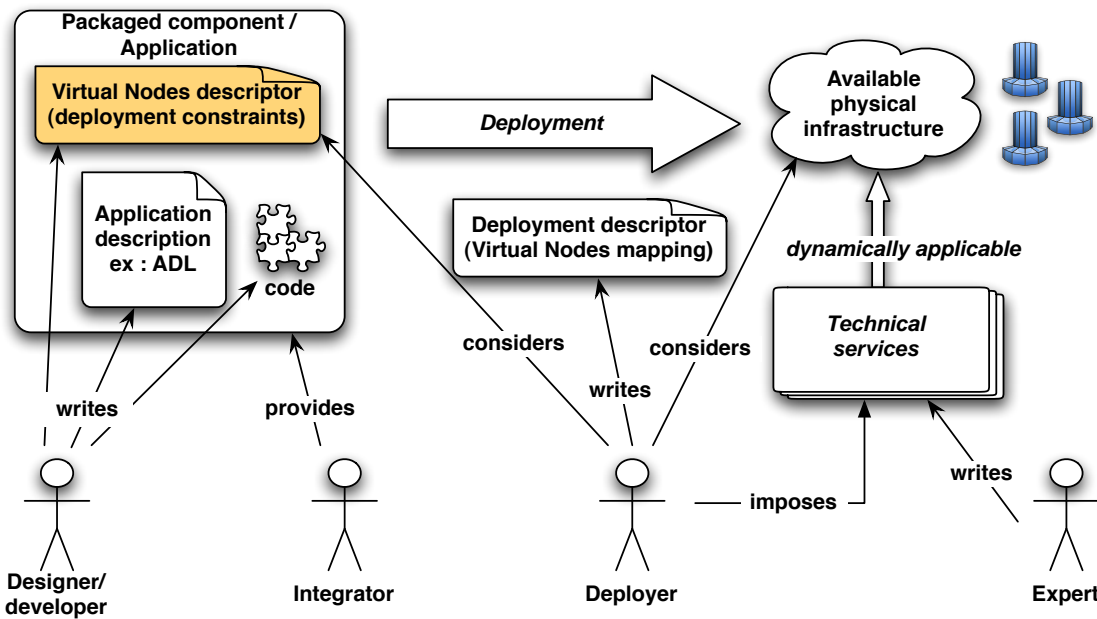 Packaged component /
Application
Virtual Nodes descriptor
(deployment constraints)
Application
description
ex : ADL
code
Deployment
Available
physical
infrastructure
Deployment descriptor
(Virtual Nodes mapping)
dynamically applicable
Technical
services
considers
considers
writes
provides
writes
imposes
writes
Designer/
developer
Integrator
Deployer
Expert